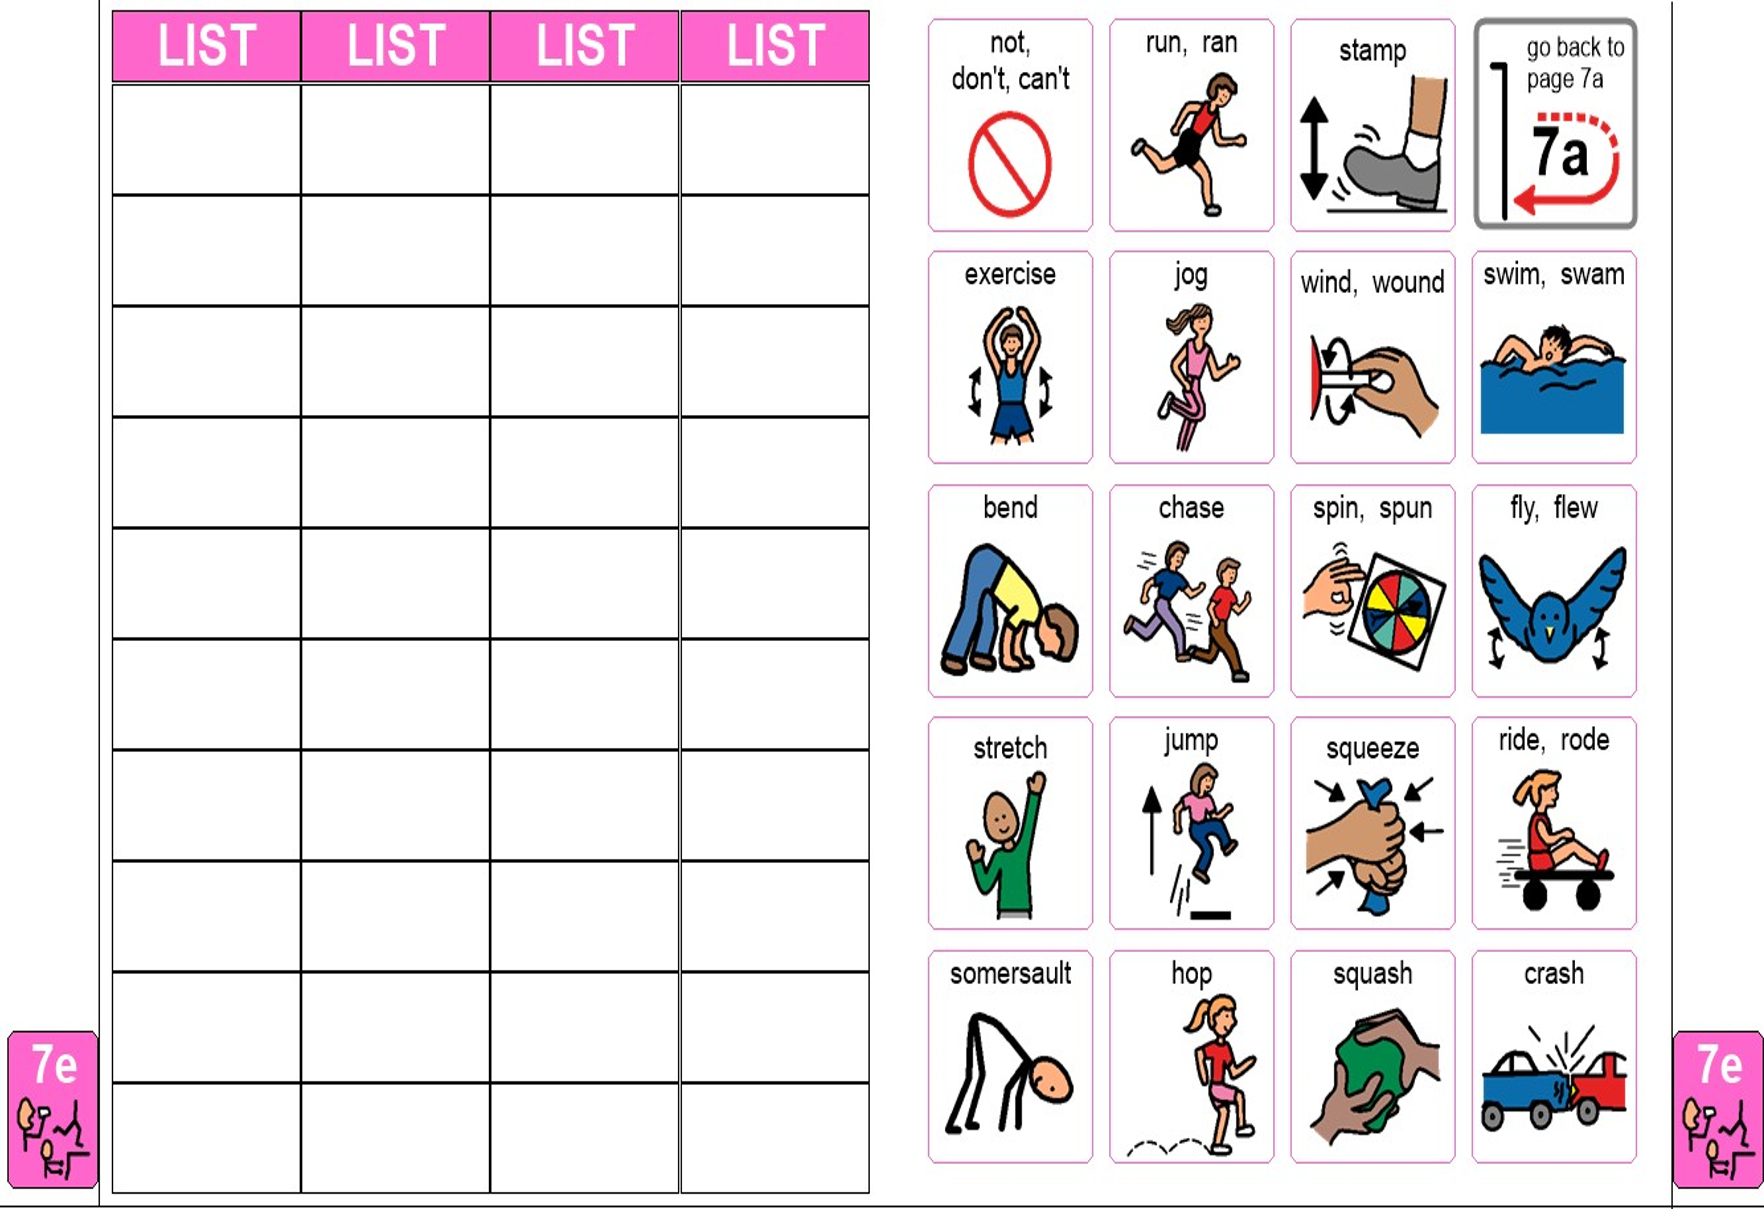 LIST LIST LIST LIST
not,
don't, can't
run, ran
stamp
go back to
page 7a
7a
exercise
jog
wind, wound
swim, swam
bend
chase
spin, spun
fly, flew
stretch
jump
squeeze
ride, rode
somersault
hop
squash
crash
7e
7e